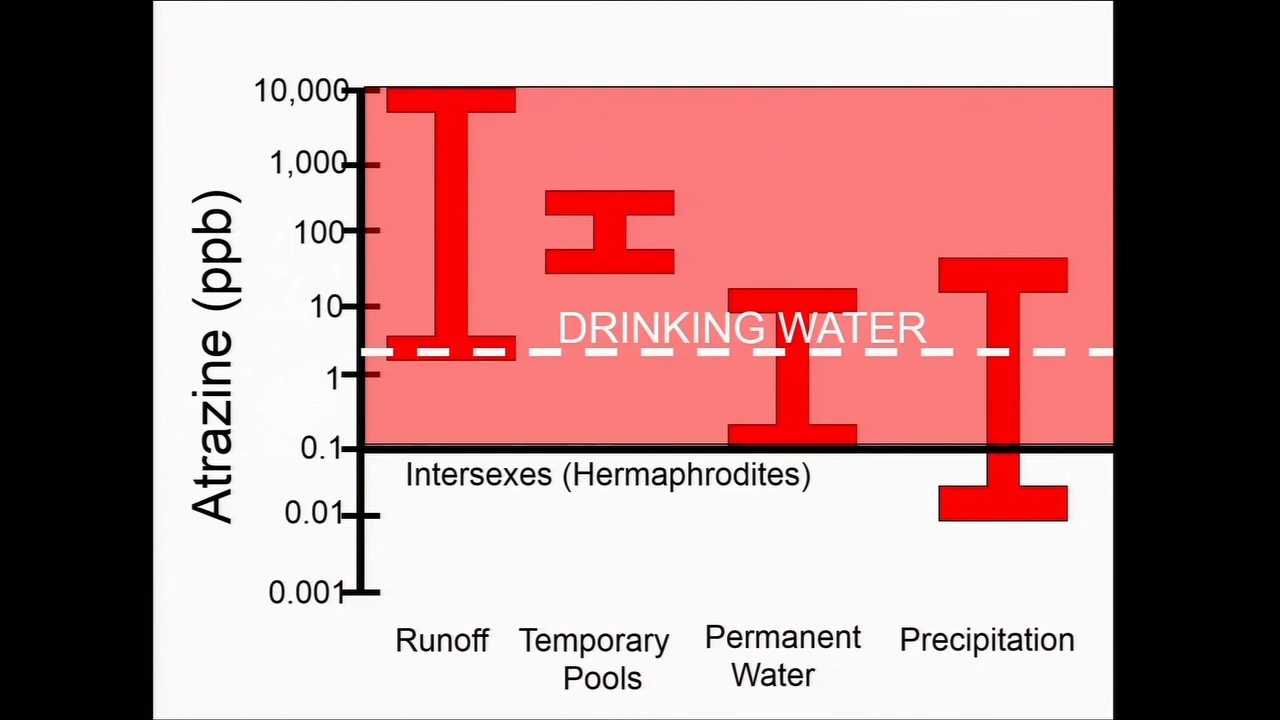 Atrazine (ppb)
10,000
1,000
100
10
1
0.1
0.01
0.001
DRINKING WATER
Intersexes (Hermaphrodites)
Runoff
Temporary
Pools
Permanent
Water
Precipitation